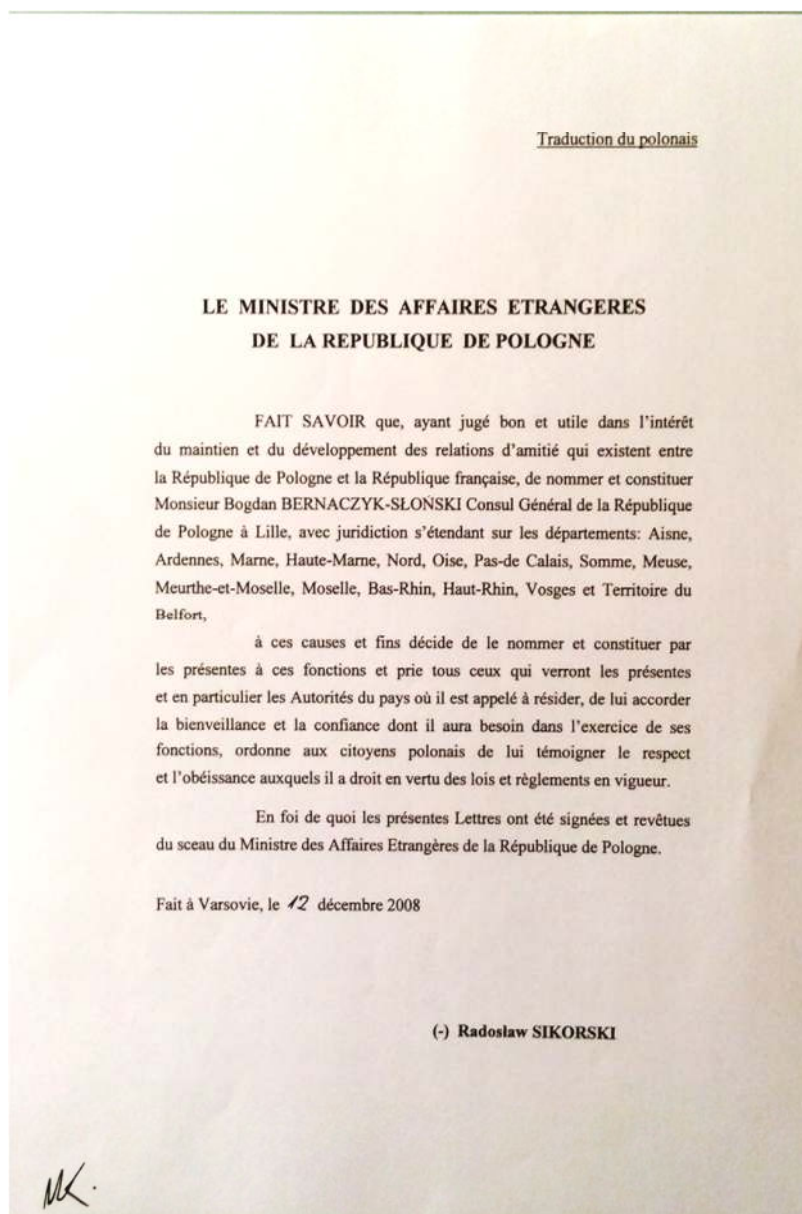 Traduction du polonais
LE MINISTRE DES AFFAIRES ETRANGERES
DE LA REPUBLIQUE DE POLOGNE
FAIT SAVOIR que, ayant jugé bon et utile dans l'intérêt
du maintien et du développement des relations d'amitié qui existent entre
la République de Pologne et la République française, de nommer et constituer
Monsieur Bogdan BERNACZYK-SŁOŃSKI Consul Général de la République
de Pologne à Lille, avec juridiction s'étendant sur les départements: Aisne,
Ardennes, Marne, Haute-Marne, Nord, Oise, Pas-de Calais, Somme, Meuse,
Meurthe-et-Moselle, Moselle, Bas-Rhin, Haut-Rhin, Vosges et Territoire du
Belfort,
à ces causes et fins décide de le nommer et constituer par
les présentes à ces fonctions et prie tous ceux qui verront les présentes
et en particulier les Autorités du pays où il est appelé à résider, de lui accorder
la bienveillance et la confiance dont il aura besoin dans l'exercice de ses
fonctions, ordonne aux citoyens polonais de lui témoigner le respect
et l'obéissance auxquels il a droit en vertu des lois et règlements en vigueur.
En foi de quoi les présentes Lettres ont été signées et revêtues
du sceau du Ministre des Affaires Etrangères de la République de Pologne.
Fait à Varsovie, le 12 décembre 2008
(-) Radosław SIKORSKI
MK.